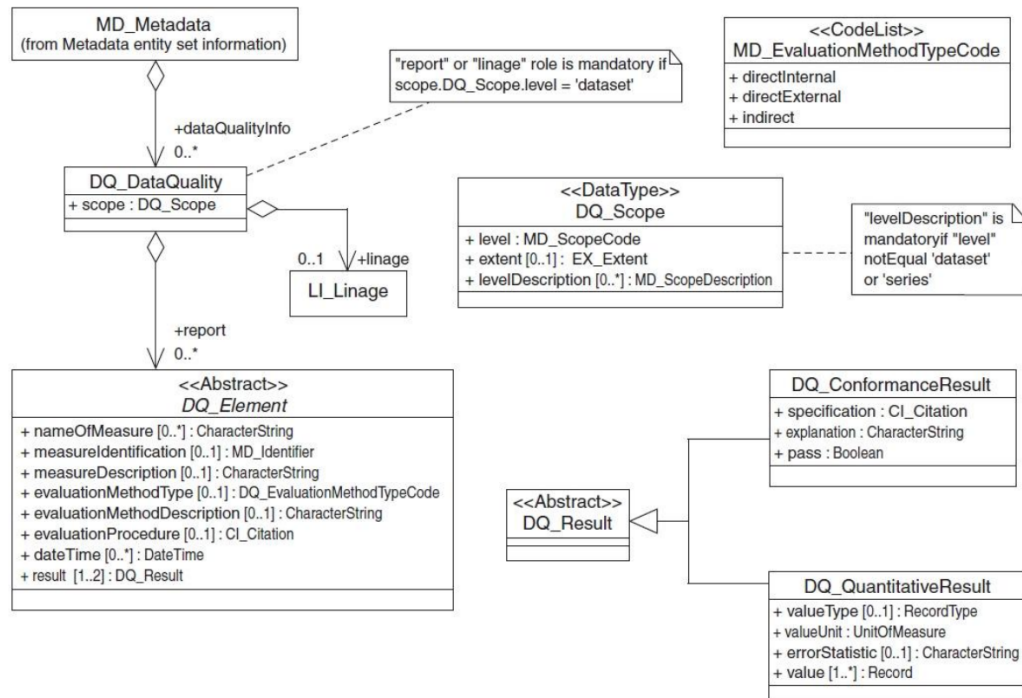 MD_Metadata
(from Metadata entity set information)
"report" or "linage" role is mandatory if
scope.DQ_Scope.level = 'dataset'
<<CodeList>>
MD_EvaluationMethodTypeCode
+ directInternal
+ directExternal
+ indirect
+dataQualityInfo
0..*
DQ_DataQuality
+ scope : DQ_Scope
0..1
+linage
LI_Linage
<<DataType>>
DQ_Scope
+ level : MD_ScopeCode
+ extent [0..1] : EX_Extent
+ levelDescription [0..*] : MD_ScopeDescription
"levelDescription" is
mandatoryif "level"
notEqual 'dataset'
or 'series'
+report
0..*
<<Abstract>>
DQ_Element
+ nameOfMeasure [0..*] : CharacterString
+ measureIdentification [0..1] : MD_Identifier
+ measureDescription [0..1] : CharacterString
+ evaluationMethodType [0..1] : DQ_EvaluationMethodTypeCode
+ evaluationMethodDescription [0..1] : CharacterString
+ evaluationProcedure [0..1] : CI_Citation
+ dateTime [0..*] : DateTime
+ result [1..2] : DQ_Result
<<Abstract>>
DQ_Result
DQ_ConformanceResult
+ specification : CI_Citation
+ explanation : CharacterString
+ pass : Boolean
DQ_QuantitativeResult
+ valueType [0..1] : RecordType
+ valueUnit : UnitOfMeasure
+ errorStatistic [0..1] : CharacterString
+ value [1..*] : Record